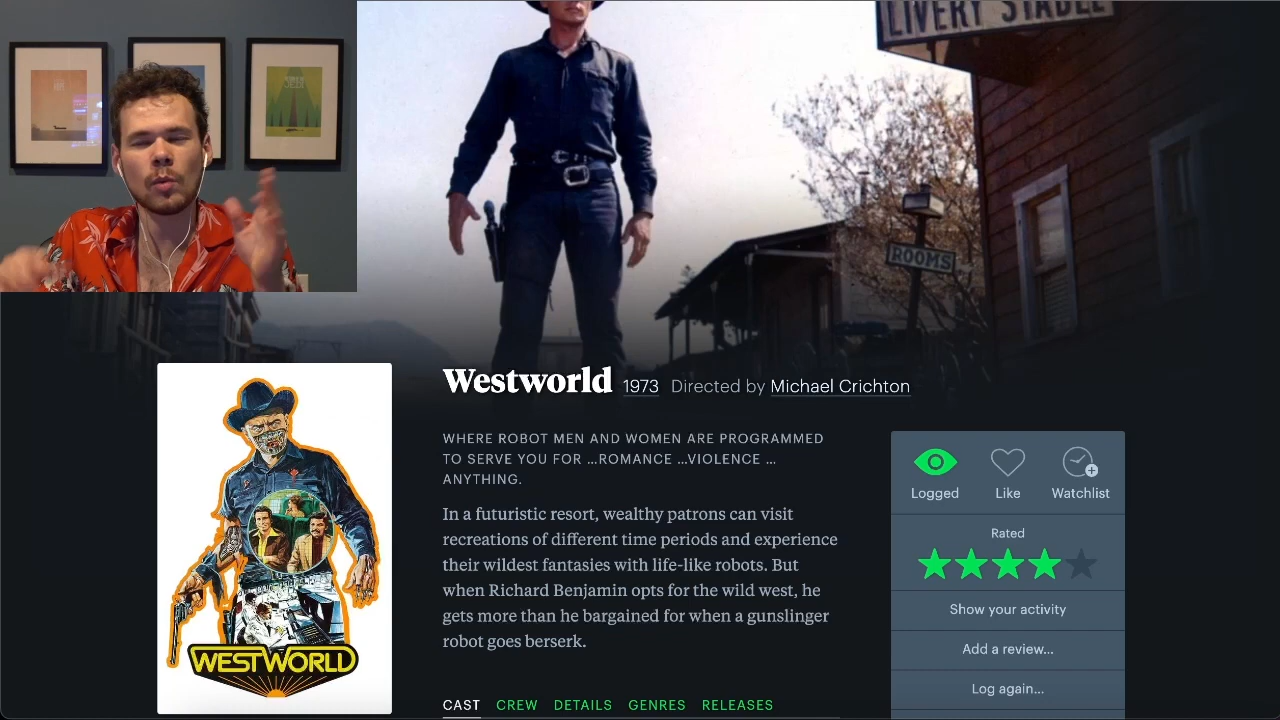 LIVERY STABLE
ROOMS
Westworld 1973 Directed by Michael Crichton
WHERE ROBOT MEN AND WOMEN ARE PROGRAMMED
TO SERVE YOU FOR ...ROMANCE ...VIOLENCE ...
ANYTHING.
In a futuristic resort, wealthy patrons can visit
recreations of different time periods and experience
their wildest fantasies with life-like robots. But
when Richard Benjamin opts for the wild west, he
gets more than he bargained for when a gunslinger
robot goes berserk.
CAST CREW DETAILS GENRES RELEASES
WESTWORLD
Logged Like Watchlist
Rated
Show your activity
Add a review...
Log again...